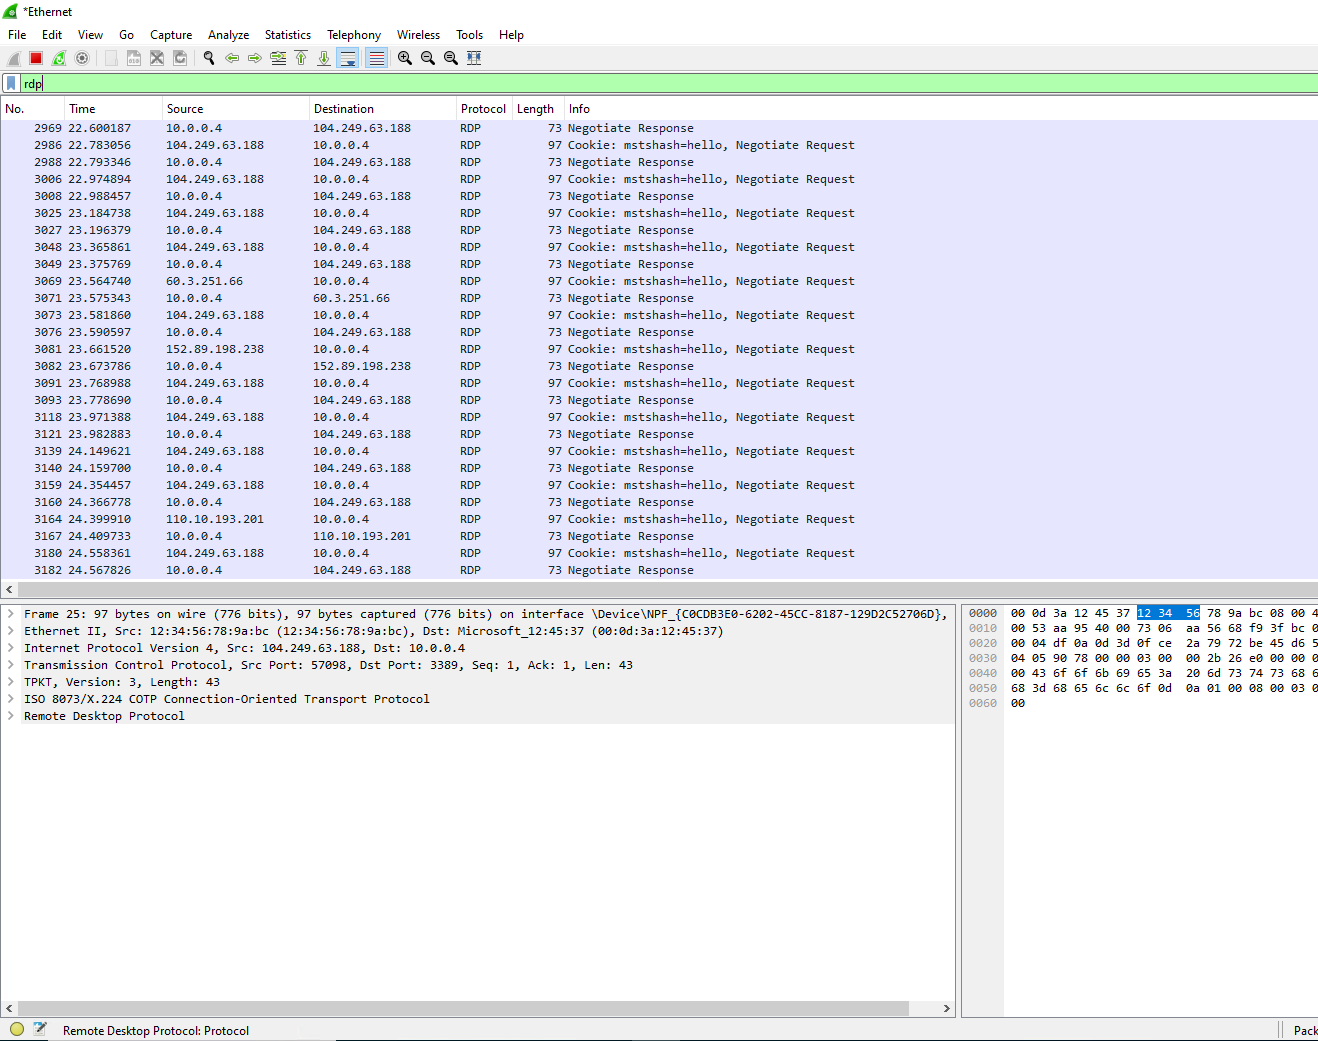 *Ethernet
File Edit View Go Capture Analyze Statistics Telephony Wireless Tools Help
rdp
No. Time Source Destination Protocol Length Info
2969 22.600187 10.0.0.4 104.249.63.188 RDP 73 Negotiate Response
2986 22.783056 104.249.63.188 10.0.0.4 RDP 97 Cookie: mstshash=hello, Negotiate Request
2988 22.793346 10.0.0.4 104.249.63.188 RDP 73 Negotiate Response
3006 22.974894 104.249.63.188 10.0.0.4 RDP 97 Cookie: mstshash=hello, Negotiate Request
3008 22.988457 10.0.0.4 104.249.63.188 RDP 73 Negotiate Response
3025 23.184738 104.249.63.188 10.0.0.4 RDP 97 Cookie: mstshash=hello, Negotiate Request
3027 23.196379 10.0.0.4 104.249.63.188 RDP 73 Negotiate Response
3048 23.365861 104.249.63.188 10.0.0.4 RDP 97 Cookie: mstshash=hello, Negotiate Request
3049 23.375769 10.0.0.4 104.249.63.188 RDP 73 Negotiate Response
3069 23.564740 60.3.251.66 10.0.0.4 RDP 97 Cookie: mstshash=hello, Negotiate Request
3071 23.575343 10.0.0.4 60.3.251.66 RDP 73 Negotiate Response
3073 23.581860 104.249.63.188 10.0.0.4 RDP 97 Cookie: mstshash=hello, Negotiate Request
3076 23.590597 10.0.0.4 104.249.63.188 RDP 73 Negotiate Response
3081 23.661520 152.89.198.238 10.0.0.4 RDP 97 Cookie: mstshash=hello, Negotiate Request
3082 23.673786 10.0.0.4 152.89.198.238 RDP 73 Negotiate Response
3091 23.768988 104.249.63.188 10.0.0.4 RDP 97 Cookie: mstshash=hello, Negotiate Request
3093 23.778690 10.0.0.4 104.249.63.188 RDP 73 Negotiate Response
3118 23.971388 104.249.63.188 10.0.0.4 RDP 97 Cookie: mstshash=hello, Negotiate Request
3121 23.982883 10.0.0.4 104.249.63.188 RDP 73 Negotiate Response
3139 24.149621 104.249.63.188 10.0.0.4 RDP 97 Cookie: mstshash=hello, Negotiate Request
3140 24.159700 10.0.0.4 104.249.63.188 RDP 73 Negotiate Response
3159 24.354457 104.249.63.188 10.0.0.4 RDP 97 Cookie: mstshash=hello, Negotiate Request
3160 24.366778 10.0.0.4 104.249.63.188 RDP 73 Negotiate Response
3164 24.399910 110.10.193.201 10.0.0.4 RDP 97 Cookie: mstshash=hello, Negotiate Request
3167 24.409733 10.0.0.4 110.10.193.201 RDP 73 Negotiate Response
3180 24.558361 104.249.63.188 10.0.0.4 RDP 97 Cookie: mstshash=hello, Negotiate Request
3182 24.567826 10.0.0.4 104.249.63.188 RDP 73 Negotiate Response
Frame 25: 97 bytes on wire (776 bits), 97 bytes captured (776 bits) on interface \Device\NPF_{C0CDB3E0-6202-45CC-8187-129D2C52706D},
Ethernet II, Src: 12:34:56:78:9a:bc (12:34:56:78:9a:bc), Dst: Microsoft_12:45:37 (00:0d:3a:12:45:37)
Internet Protocol Version 4, Src: 104.249.63.188, Dst: 10.0.0.4
Transmission Control Protocol, Src Port: 57098, Dst Port: 3389, Seq: 1, Ack: 1, Len: 43
TPKT, Version: 3, Length: 43
ISO 8073/X.224 COTP Connection-Oriented Transport Protocol
Remote Desktop Protocol
0000 00 0d 3a 12 45 37 12 34 56 78 9a bc 08 00 4
0010 00 53 aa 95 40 00 73 06 aa 56 68 f9 3f bc 0
0020 00 04 df 0a 0d 3d 0f ce 2a 79 72 be 45 d6 5
0030 04 05 90 78 00 00 03 00 00 2b 26 e0 00 00 0
0040 00 43 6f 6f 6b 69 65 3a 20 6d 73 74 73 68 6
0050 68 3d 68 65 6c 6c 6f 0d 0a 01 00 08 00 03 0
0060 00
Remote Desktop Protocol: Protocol
Pack